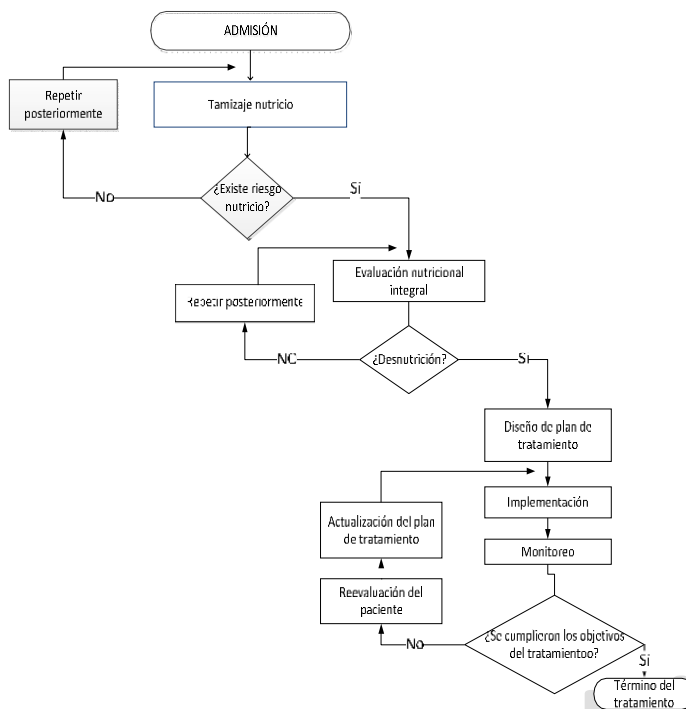 ADMISIÓN
Repetir
posteriormente
Tamizaje nutricio
¿Existe riesgo
nutricio?
No
Si
Evaluación nutricional
integral
Repetir posteriormente
¿Desnutrición?
NO
Si
Diseño de plan de
tratamiento
Implementación
Actualización del plan
de tratamiento
Monitoreo
Reevaluación del
paciente
¿Se cumplieron los objetivos
del tratamientoo?
No
Si
Término del
tratamiento